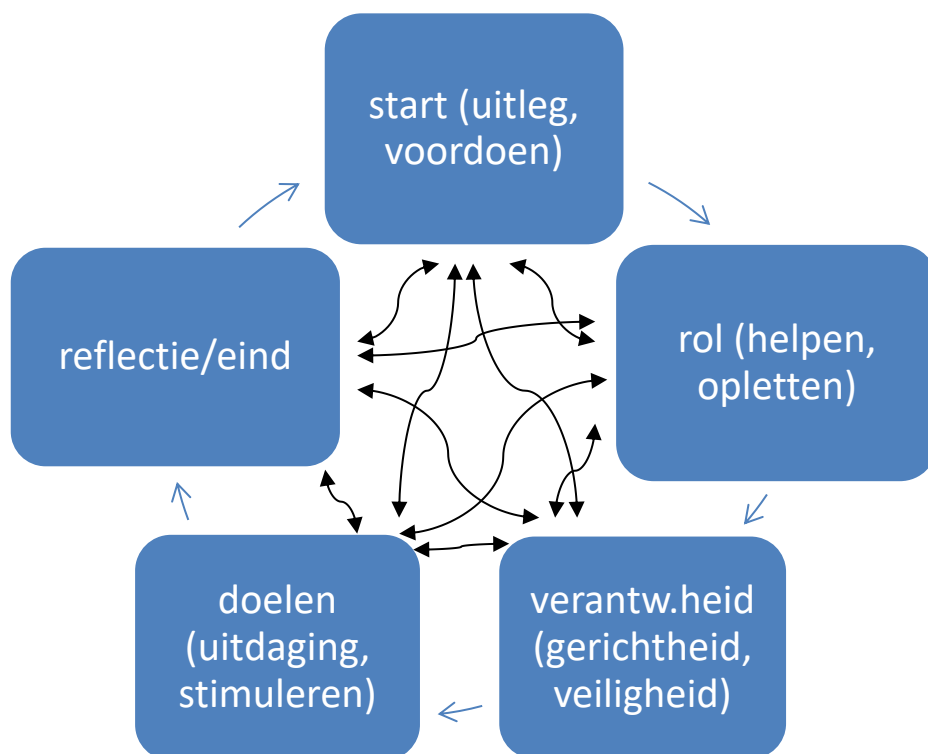 start (uitleg,
voordoen)
rol (helpen,
opletten)
verantw.heid
(gerichtheid,
veiligheid)
doelen
(uitdaging,
stimuleren)
reflectie/eind